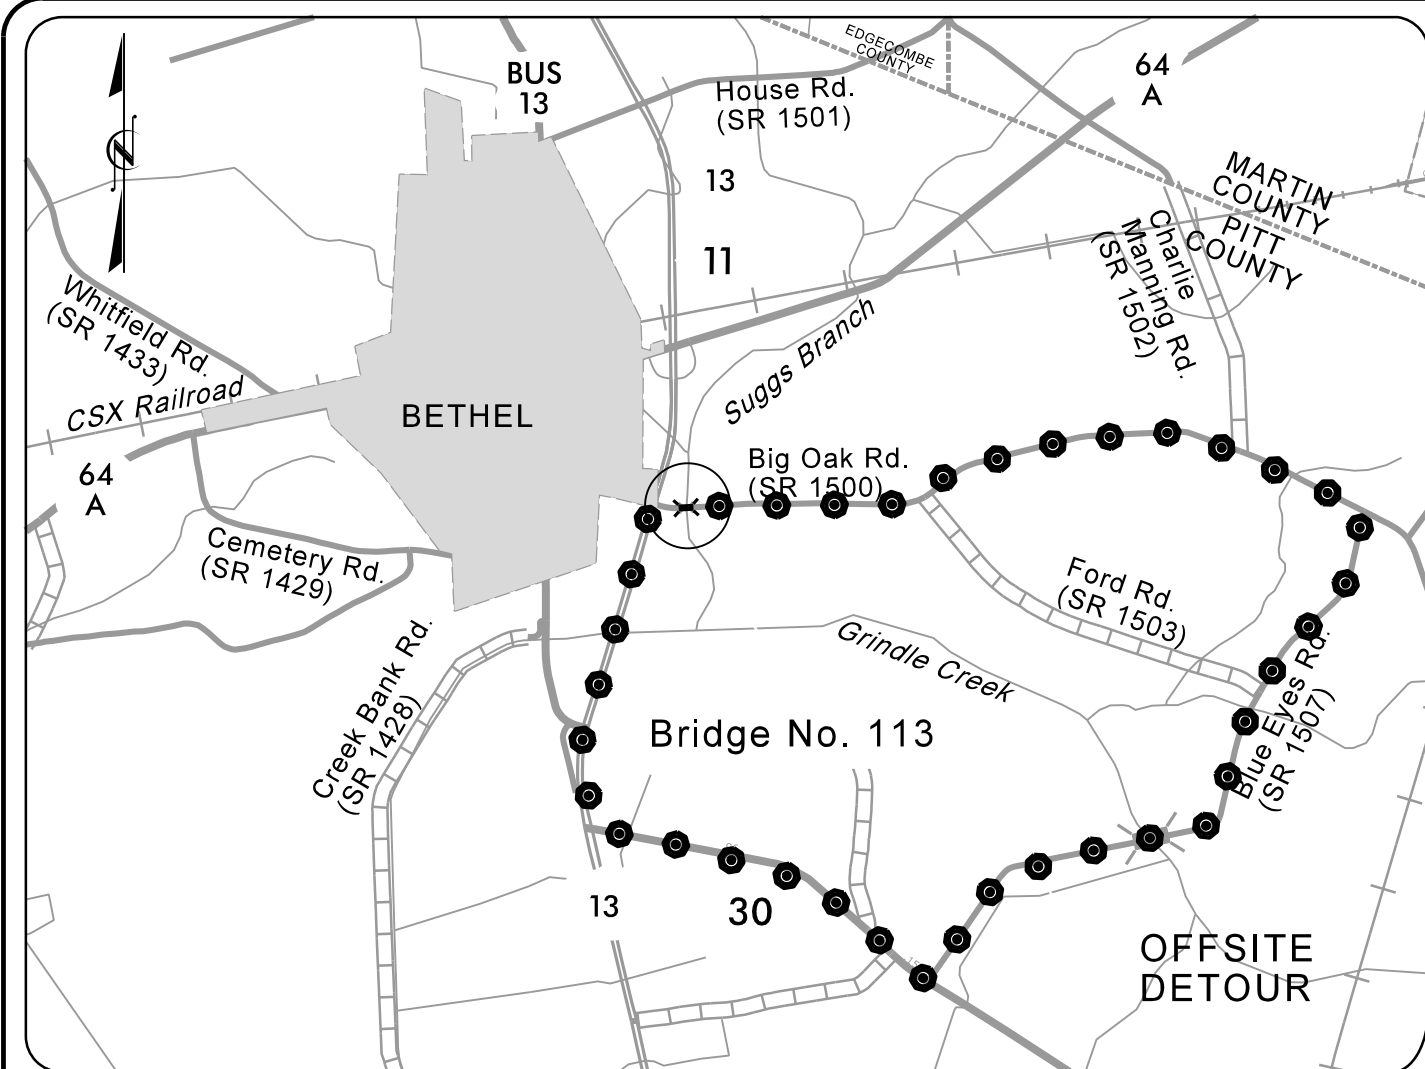 EDGECOMBE
COUNTY
BUS
13
64
A
House Rd.
(SR 1501)
N
13
MARTIN
COUNTY
PITT
COUNTY
11
Charlie
Manning Rd.
(SR 1502)
Whitfield Rd.
(SR 1433)
Suggs Branch
CSX Railroad
BETHEL
64
A
Big Oak Rd.
(SR 1500)
Cemetery Rd.
(SR 1429)
Ford Rd.
(SR 1503)
Grindle Creek
Creek Bank Rd.
(SR 1428)
Blue Eyes Rd.
(SR 1507)
Bridge No. 113
13
30
OFFSITE
DETOUR